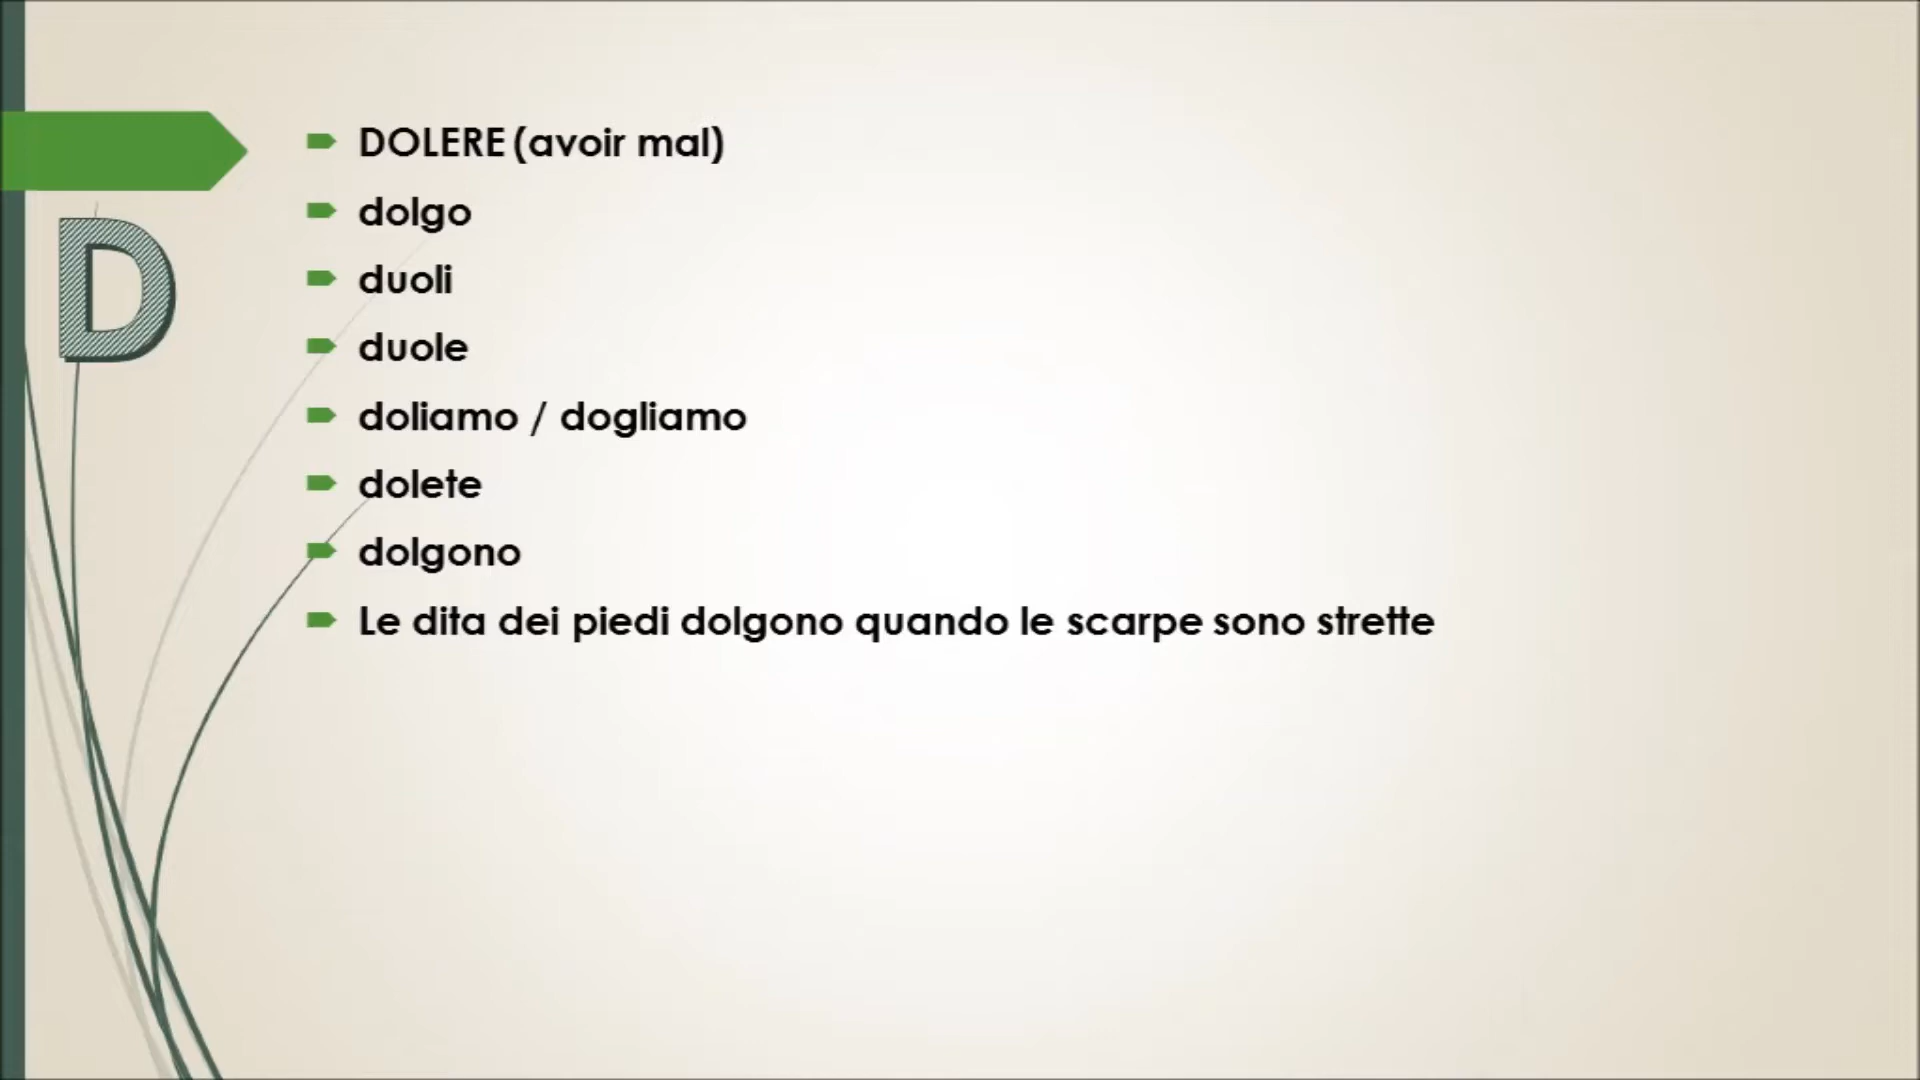 DOLERE (avoir mal)
dolgo
D
duoli
duole
doliamo / dogliamo
dolete
dolgono
Le dita dei piedi dolgono quando le scarpe sono strette